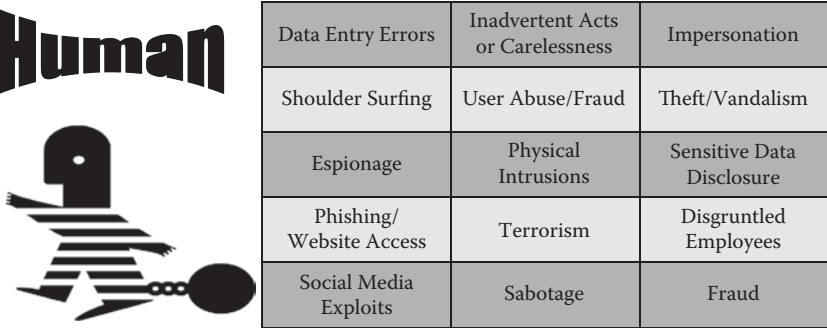 Human
Data Entry Errors
Inadvertent Acts
or Carelessness
Impersonation
Shoulder Surfing
User Abuse/Fraud
Theft/Vandalism
Espionage
Physical
Intrusions
Sensitive Data
Disclosure
Phishing/
Website Access
Terrorism
Disgruntled
Employees
Social Media
Exploits
Sabotage
Fraud